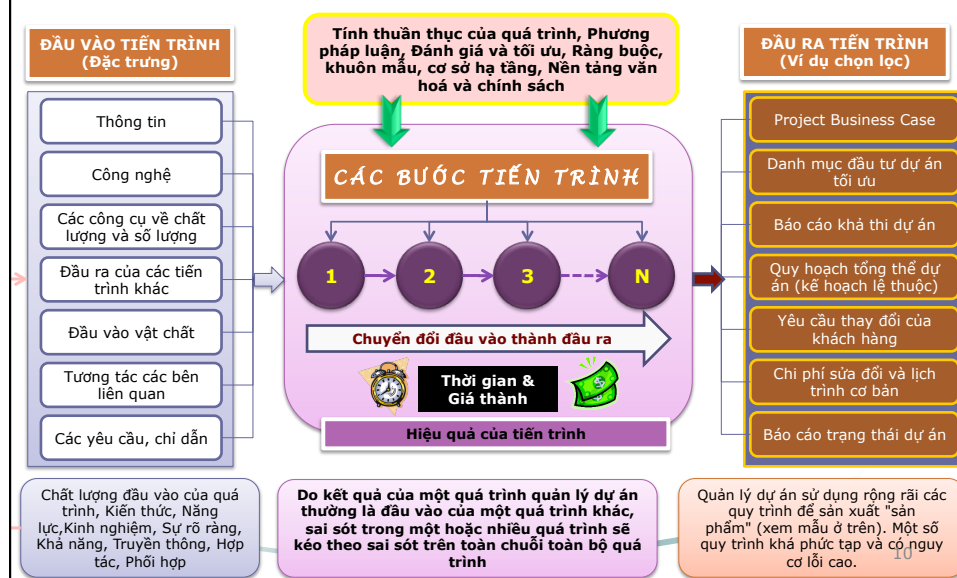 ĐẦU VÀO TIẾN TRÌNH
(Đặc trưng)
Thông tin
Công nghệ
Các công cụ về chất
lượng và số lượng
Đầu ra của các tiến
trình khác
Đầu vào vật chất
Tương tác các bên
liên quan
Các yêu cầu, chỉ dẫn
Tính thuần thục của quá trình, Phương
pháp luận, Đánh giá và tối ưu, Ràng buộc,
khuôn mẫu, cơ sở hạ tầng, Nền tảng văn
hoá và chính sách
CÁC BƯỚC TIẾN TRÌNH
1
2
3
N
Chuyển đổi đầu vào thành đầu ra
Thời gian &
Giá thành
Hiệu quả của tiến trình
ĐẦU RA TIẾN TRÌNH
(Ví dụ chọn lọc)
Project Business Case
Danh mục đầu tư dự án
tối ưu
Báo cáo khả thi dự án
Quy hoạch tổng thể dự
án (kế hoạch lệ thuộc)
Yêu cầu thay đổi của
khách hàng
Chi phí sửa đổi và lịch
trình cơ bản
Báo cáo trạng thái dự án
Chất lượng đầu vào của quá
trình, Kiến thức, Năng
lực,Kinh nghiệm, Sự rõ ràng,
Khả năng, Truyền thông, Hợp
tác, Phối hợp
Do kết quả của một quá trình quản lý dự án
thường là đầu vào của một quá trình khác,
sai sót trong một hoặc nhiều quá trình sẽ
kéo theo sai sót trên toàn chuỗi toàn bộ quá
trình
Quản lý dự án sử dụng rộng rãi các
quy trình để sản xuất "sản
phẩm" (xem mẫu ở trên). Một số
quy trình khá phức tạp và có nguy
cơ lỗi cao.
10